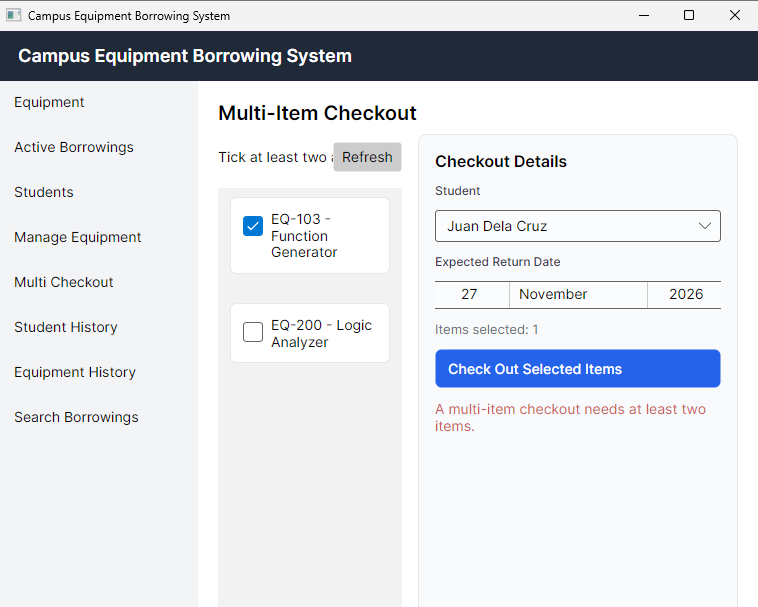 Campus Equipment Borrowing System
Campus Equipment Borrowing System
Equipment
Active Borrowings
Students
Manage Equipment
Multi Checkout
Student History
Equipment History
Search Borrowings
Multi-Item Checkout
Tick at least two
Refresh
EQ-103 -
Function
Generator
EQ-200 - Logic
Analyzer
Checkout Details
Student
Juan Dela Cruz
Expected Return Date
27 November 2026
Items selected: 1
Check Out Selected Items
A multi-item checkout needs at least two
items.